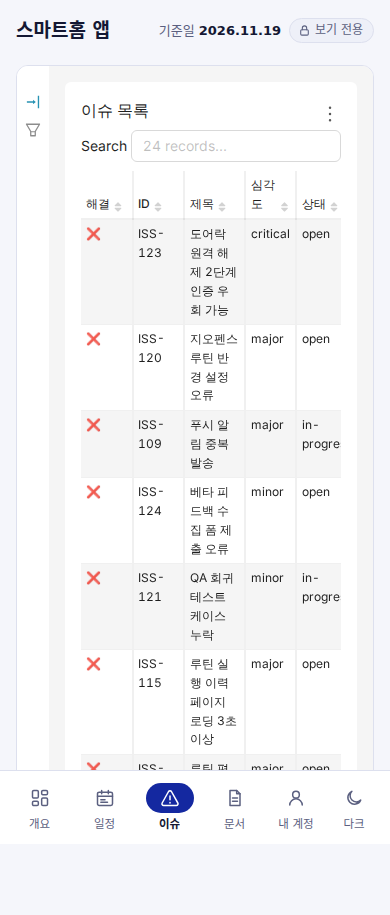 스마트홈 앱
기준일 2026.11.19
보기 전용
이슈 목록
Search 24 records...
해결 ID 제목 심각
도 상태
❌ ISS-
123 도어락
원격 해
제 2단계
인증 우
회 가능 critical open
❌ ISS-
120 지오펜스
루틴 반
경 설정
오류 major open
❌ ISS-
109 푸시 알
림 중복
발송 major in-
progre
❌ ISS-
124 베타 피
드백 수
집 폼 제
출 오류 minor open
❌ ISS-
121 QA 회귀
테스트
케이스
누락 minor in-
progre
❌ ISS-
115 루틴 실
행 이력
페이지
로딩 3초
이상 major open
❌ ISS- 루틴 편 major open
개요 일정 이슈 문서 내 계정 다크